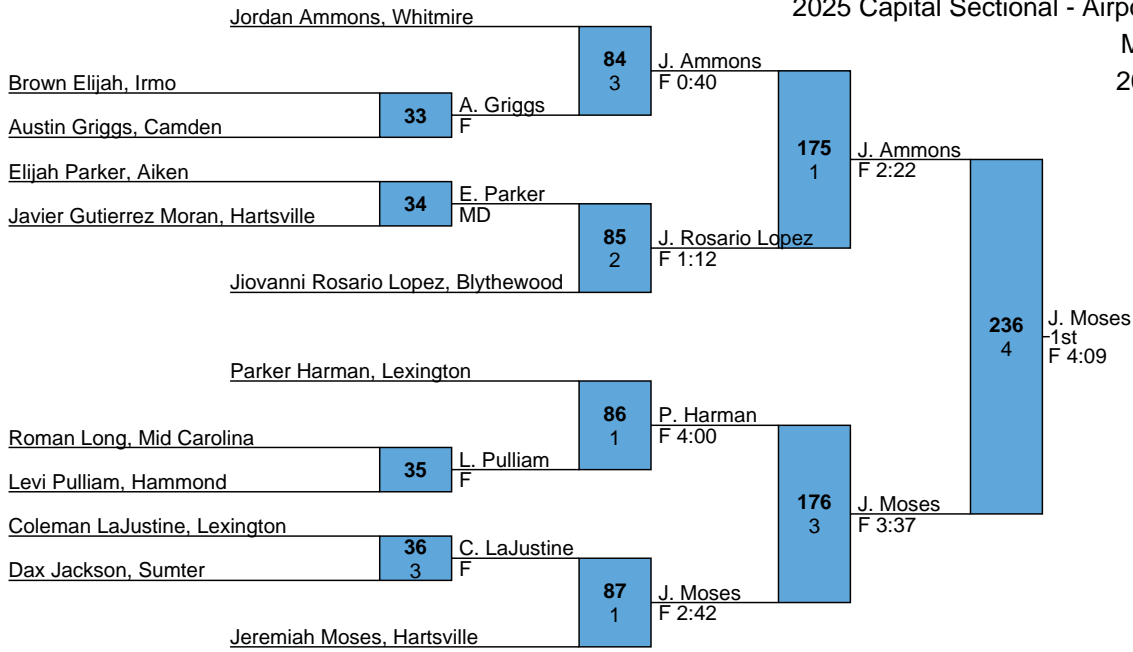 2025 Capital Sectional - Airpo
M
20
Jordan Ammons, Whitmire
84
3
J. Ammons
F 0:40
Brown Elijah, Irmo
33
A. Griggs
F
Austin Griggs, Camden
175
1
J. Ammons
F 2:22
Elijah Parker, Aiken
34
E. Parker
MD
Javier Gutierrez Moran, Hartsville
85
2
J. Rosario Lopez
F 1:12
Jiovanni Rosario Lopez, Blythewood
236
4
J. Moses
1st
F 4:09
Parker Harman, Lexington
86
1
P. Harman
F 4:00
Roman Long, Mid Carolina
35
L. Pulliam
F
Levi Pulliam, Hammond
176
3
J. Moses
F 3:37
Coleman LaJustine, Lexington
36
3
C. LaJustine
F
Dax Jackson, Sumter
87
1
J. Moses
F 2:42
Jeremiah Moses, Hartsville